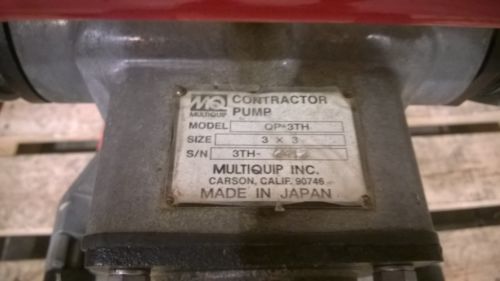 MQ CONTRACTOR
MULTIQUIP PUMP
MODEL QP-3TH
SIZE 3 X 3
S/N 3TH-
MULTIQUIP INC.
CARSON, CALIF. 90746
MADE IN JAPAN